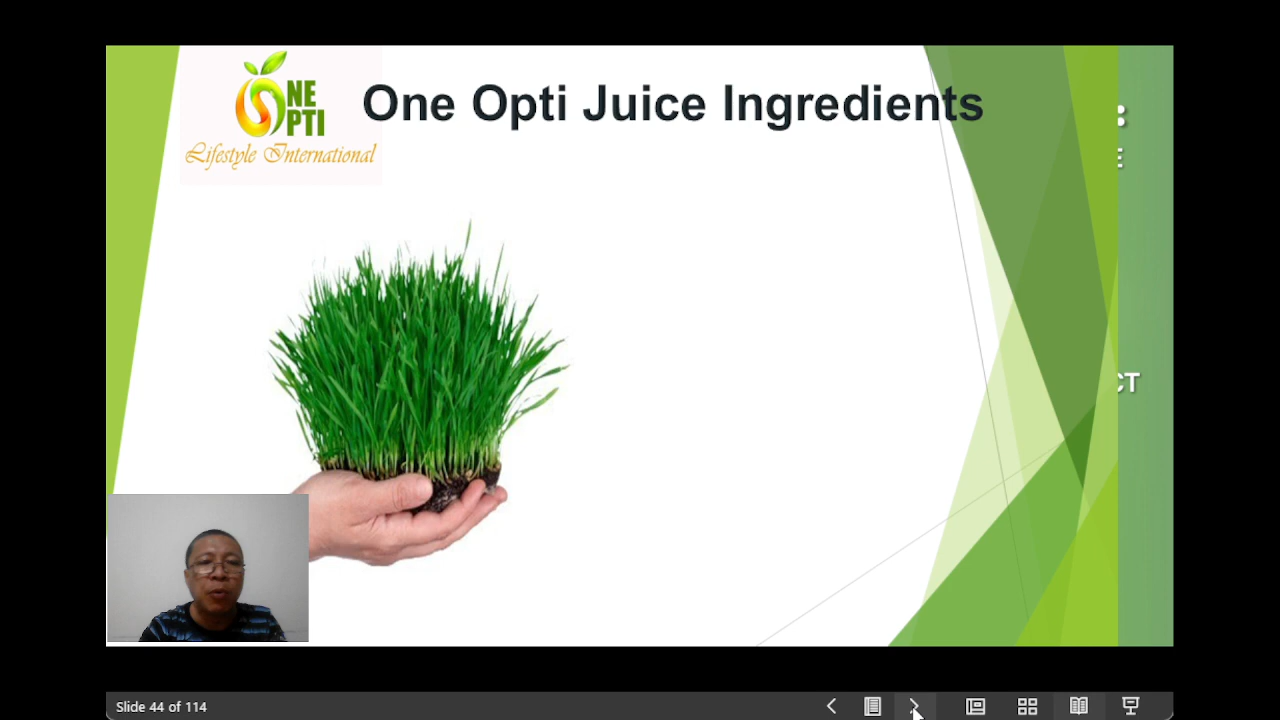 ONE
OPTI
Lifestyle International
One Opti Juice Ingredients
:
E
CT
Slide 44 of 114